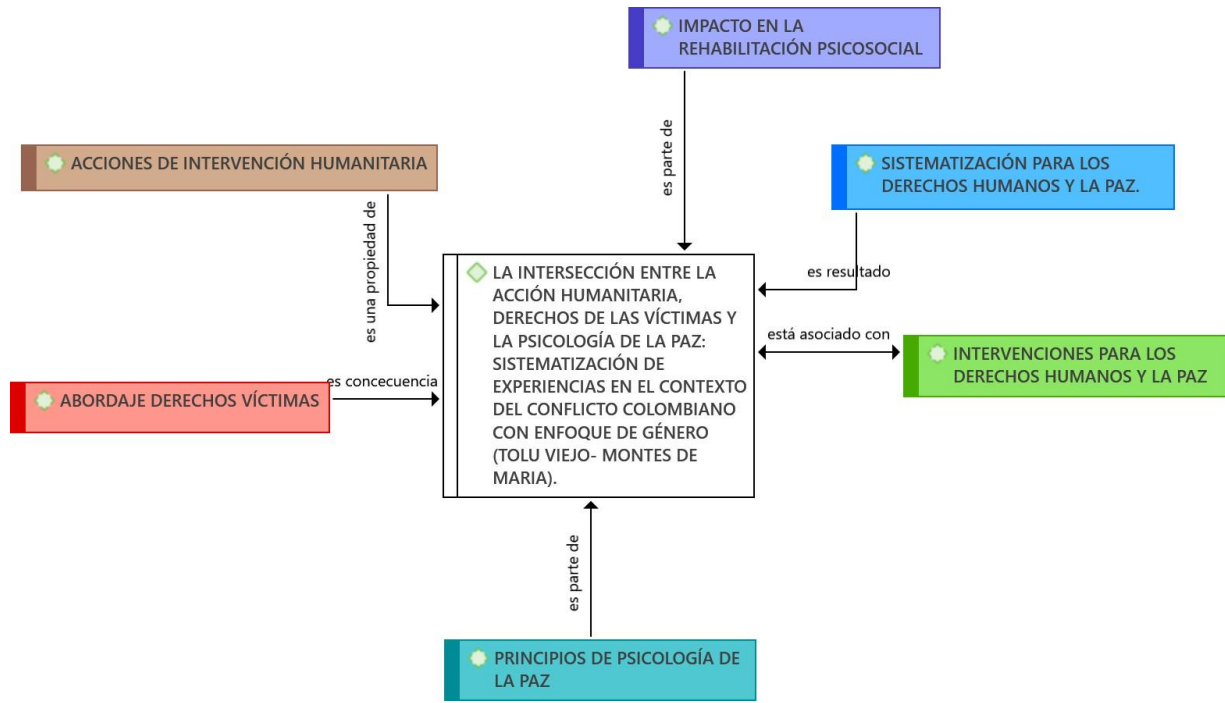 IMPACTO EN LA
REHABILITACIÓN PSICOSOCIAL
es parte de
ACCIONES DE INTERVENCIÓN HUMANITARIA
es una propiedad de
SISTEMATIZACIÓN PARA LOS
DERECHOS HUMANOS Y LA PAZ.
es resultado
LA INTERSECCIÓN ENTRE LA
ACCIÓN HUMANITARIA,
DERECHOS DE LAS VÍCTIMAS Y
LA PSICOLOGÍA DE LA PAZ:
SISTEMATIZACIÓN DE
EXPERIENCIAS EN EL CONTEXTO
DEL CONFLICTO COLOMBIANO
CON ENFOQUE DE GÉNERO
(TOLU VIEJO- MONTES DE
MARIA).
está asociado con
INTERVENCIONES PARA LOS
DERECHOS HUMANOS Y LA PAZ
es concecuencia
ABORDAJE DERECHOS VÍCTIMAS
es parte de
PRINCIPIOS DE PSICOLOGÍA DE
LA PAZ